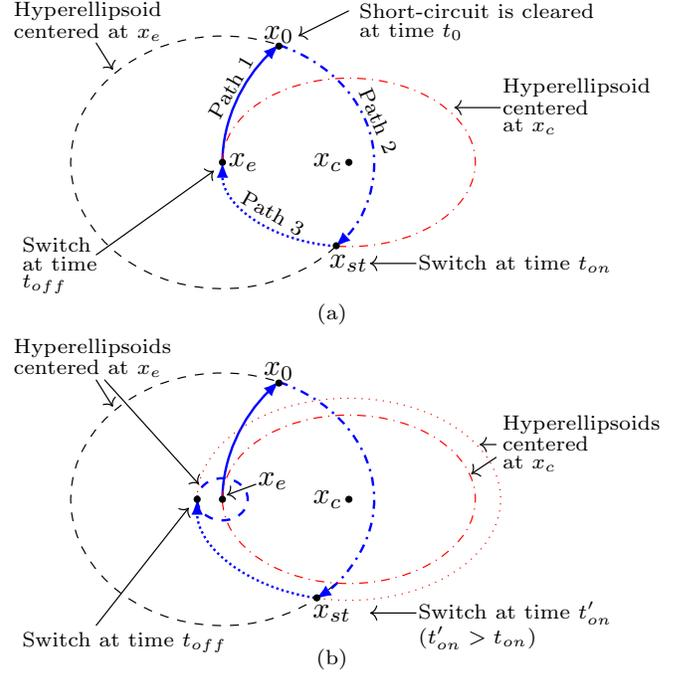 Hyperellipsoid
centered at x_e
x_0
Short-circuit is cleared
at time t_0
Path 1
Path 2
Hyperellipsoid
centered
at x_c
x_e
x_c
Path 3
Switch
at time
t_off
x_st
Switch at time t_on
(a)
Hyperellipsoids
centered at x_e
x_0
Hyperellipsoids
centered
at x_c
x_e
x_c
x_st
Switch at time t'_on
(t'_on > t_on)
Switch at time t_off
(b)